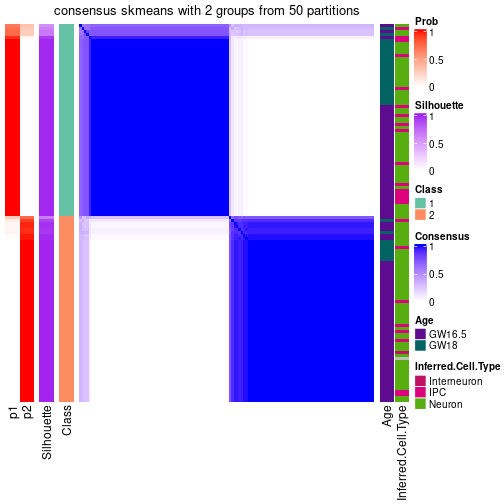 consensus skmeans with 2 groups from 50 partitions
Prob
1
0.5
0
Silhouette
1
0.5
0
Class
1
2
Consensus
1
0.5
0
Age
GW16.5
GW18
Inferred.Cell.Type
Interneuron
IPC
Neuron
p1
p2
Silhouette
Class
Age
Inferred.Cell.Type